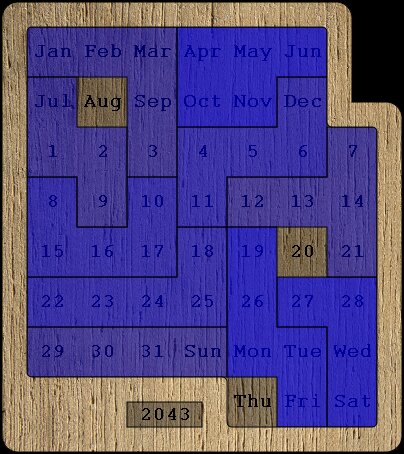 Jan Feb Mar Apr May Jun
Jul Aug Sep Oct Nov Dec
1 2 3 4 5 6 7
8 9 10 11 12 13 14
15 16 17 18 19 20 21
22 23 24 25 26 27 28
29 30 31 Sun Mon Tue Wed
Thu Fri Sat
2043